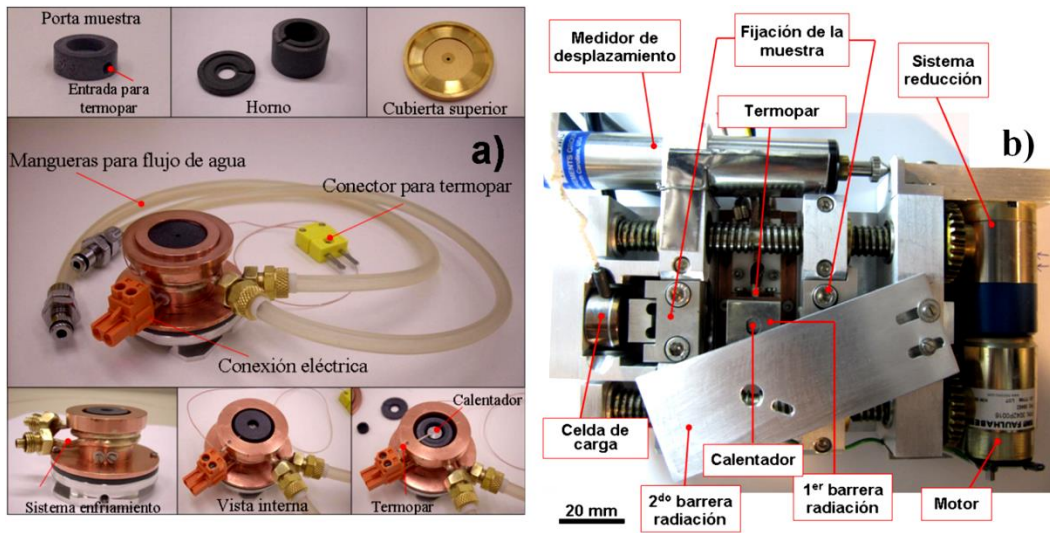 Porta muestra
Entrada para
termopar
Horno
Cubierta superior
a)
Mangueras para flujo de agua
Conector para termopar
Conexión eléctrica
Sistema enfriamiento
Vista interna
Calentador
Termopar
Medidor de
desplazamiento
Fijación de la
muestra
Sistema
reducción
Termopar
b)
Celda de
carga
Calentador
2do barrera
radiación
1er barrera
radiación
Motor
20 mm
FAULHABE